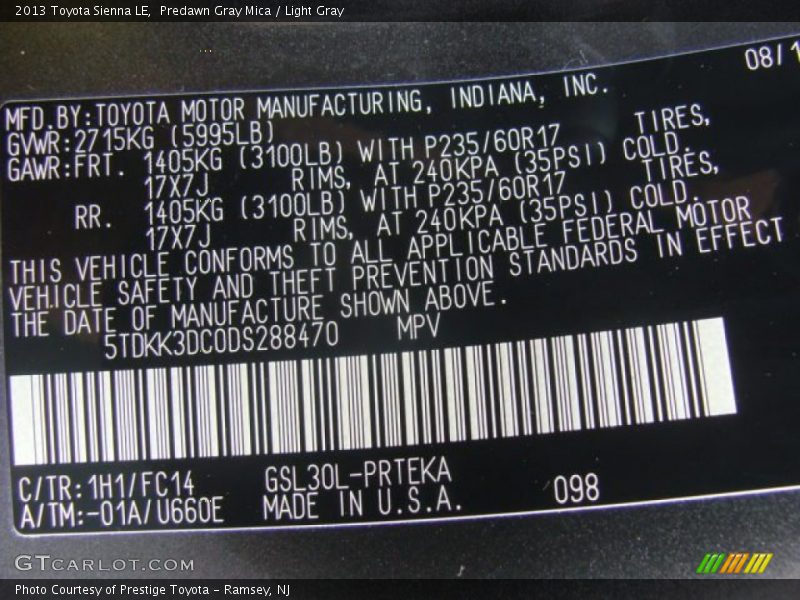 2013 Toyota Sienna LE,  Predawn Gray Mica / Light Gray
08/1
MFD.BY:TOYOTA MOTOR MANUFACTURING, INDIANA, INC.
GVWR:2715KG (5995LB)
GAWR:FRT. 1405KG (3100LB) WITH P235/60R17 TIRES,
17X7J RIMS, AT 240KPA (35PSI) COLD.
RR. 1405KG (3100LB) WITH P235/60R17 TIRES,
17X7J RIMS, AT 240KPA (35PSI) COLD.
THIS VEHICLE CONFORMS TO ALL APPLICABLE FEDERAL MOTOR
VEHICLE SAFETY AND THEFT PREVENTION STANDARDS IN EFFECT
THE DATE OF MANUFACTURE SHOWN ABOVE.
5TDKK3DC0DS288470 MPV
C/TR:1H1/FC14 GSL30L-PRTEKA
A/TM:-01A/U660E MADE IN U.S.A. 098
GTCARLOT.COM
Photo Courtesy of Prestige Toyota - Ramsey, NJ